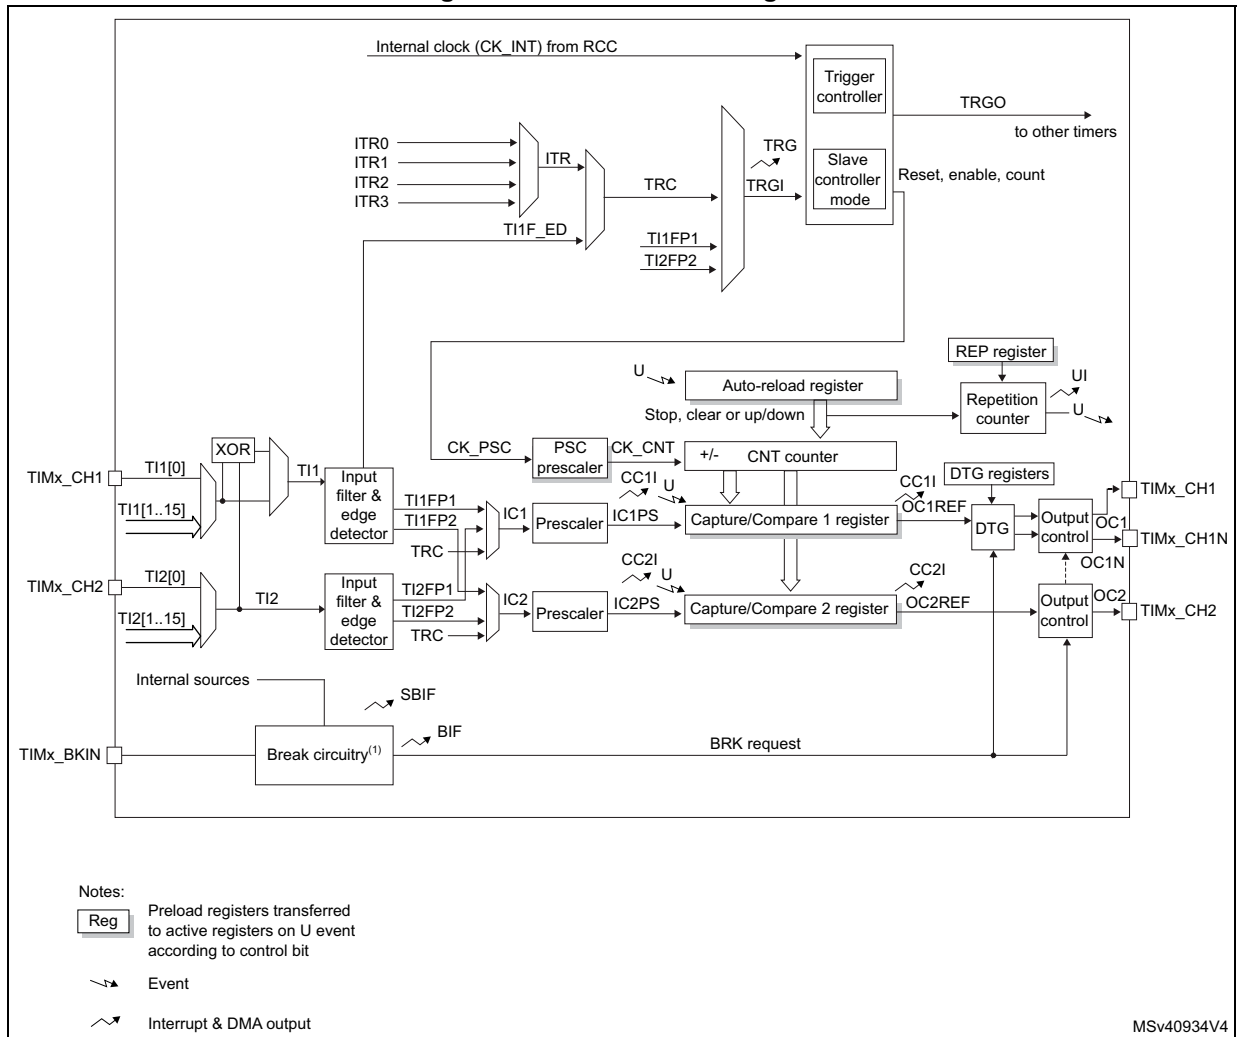 Internal clock (CK_INT) from RCC
Trigger
controller
TRGO
to other timers
ITR0
ITR1
ITR2
ITR3
ITR
TRG
TRC
TRGI
Slave
controller
mode
Reset, enable, count
TI1F_ED
TI1FP1
TI2FP2
REP register
U
Auto-reload register
UI
Repetition
counter
U
Stop, clear or up/down
XOR
CK_PSC
PSC
prescaler
CK_CNT
+/-
CNT counter
DTG registers
TIMx_CH1
TI1[0]
TI1
Input
filter &
edge
detector
TI1FP1
TI1FP2
TRC
IC1
Prescaler
IC1PS
CC1I
U
Capture/Compare 1 register
CC1I
OC1REF
DTG
Output
control
OC1
TIMx_CH1
TIMx_CH1N
OC1N
TI1[1..15]
TIMx_CH2
TI2[0]
TI2
TI2[1..15]
Input
filter &
edge
detector
TI2FP1
TI2FP2
TRC
IC2
Prescaler
IC2PS
CC2I
U
Capture/Compare 2 register
CC2I
OC2REF
Output
control
OC2
TIMx_CH2
Internal sources
SBIF
BIF
TIMx_BKIN
Break circuitry(1)
BRK request
Notes:
Reg
Preload registers transferred
to active registers on U event
according to control bit
Event
Interrupt & DMA output
MSv40934V4